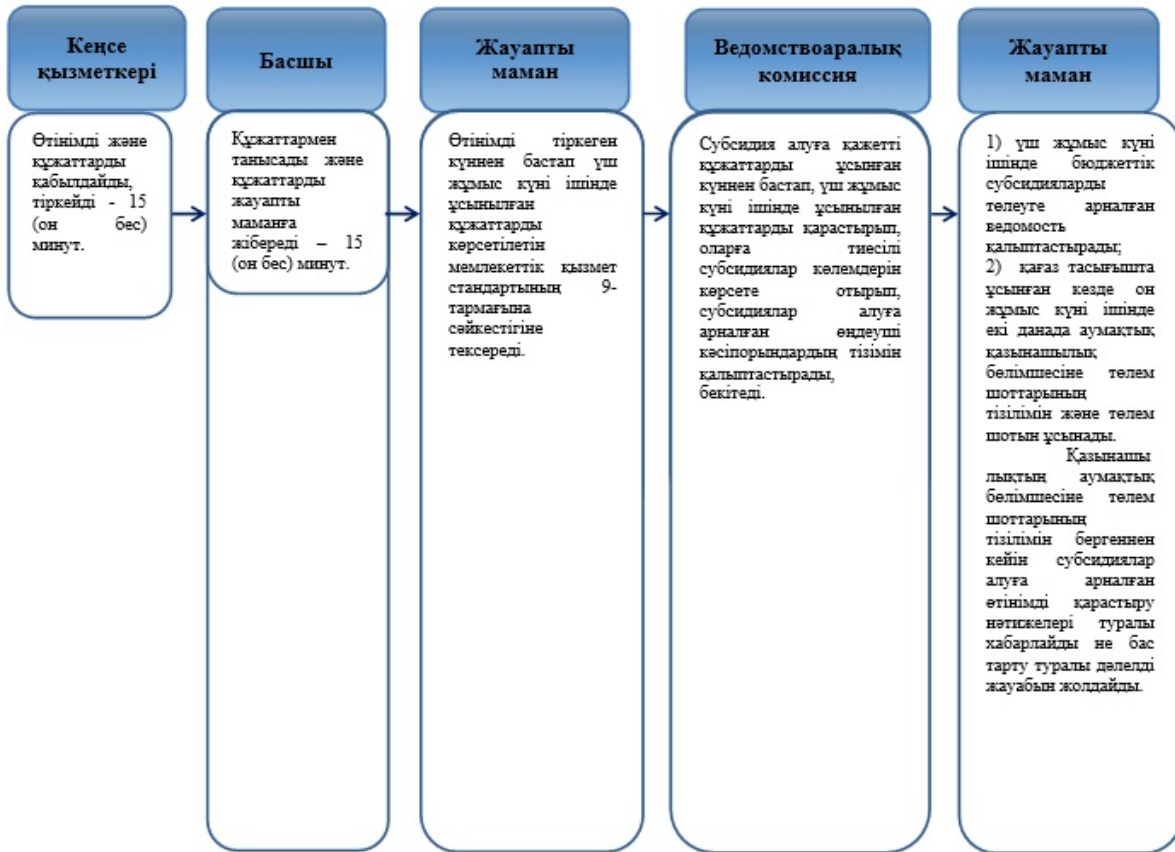 Кеңсе
қызметкері
Өтінімді және
құжаттарды
қабылдайды,
тіркейді - 15
(он бес)
минут.
Басшы
Құжаттармен
танысады және
құжаттарды
жауапты
маманға
жібереді – 15
(он бес) минут.
Жауапты
маман
Өтінімді тіркеген
күннен бастап үш
жұмыс күні ішінде
ұсынылған
құжаттарды
көрсетілетін
мемлекеттік қызмет
стандартының 9-
тармағына
сәйкестігіне
тексереді.
Ведомствоаралық
комиссия
Субсидия алуға қажетті
құжаттарды ұсынған
күннен бастап, үш жұмыс
күні ішінде ұсынылған
құжаттарды қарастырып,
оларға тиесілі
субсидиялар көлемдерін
көрсете отырып,
субсидиялар алуға
арналған өңдеуші
кәсіпорындардың тізімін
қалыптастырады,
бекітеді.
Жауапты
маман
1) үш жұмыс күні
ішінде бюджеттік
субсидияларды
төлеуге арналған
ведомость
қалыптастырады;
2) қағаз тасығышта
ұсынған кезде он
жұмыс күні ішінде
екі данада аумақтық
қазынашылық
бөлімшесіне төлем
шоттарының
тізілімін және төлем
шотын ұсынады.
Қазынашы
лықтың аумақтық
бөлімшесіне төлем
шоттарының
тізілімін бергеннен
кейін субсидиялар
алуға арналған
өтінімді қарастыру
нәтижелері туралы
хабарлайды не бас
тарту туралы дәлелді
жауабын жолдайды.